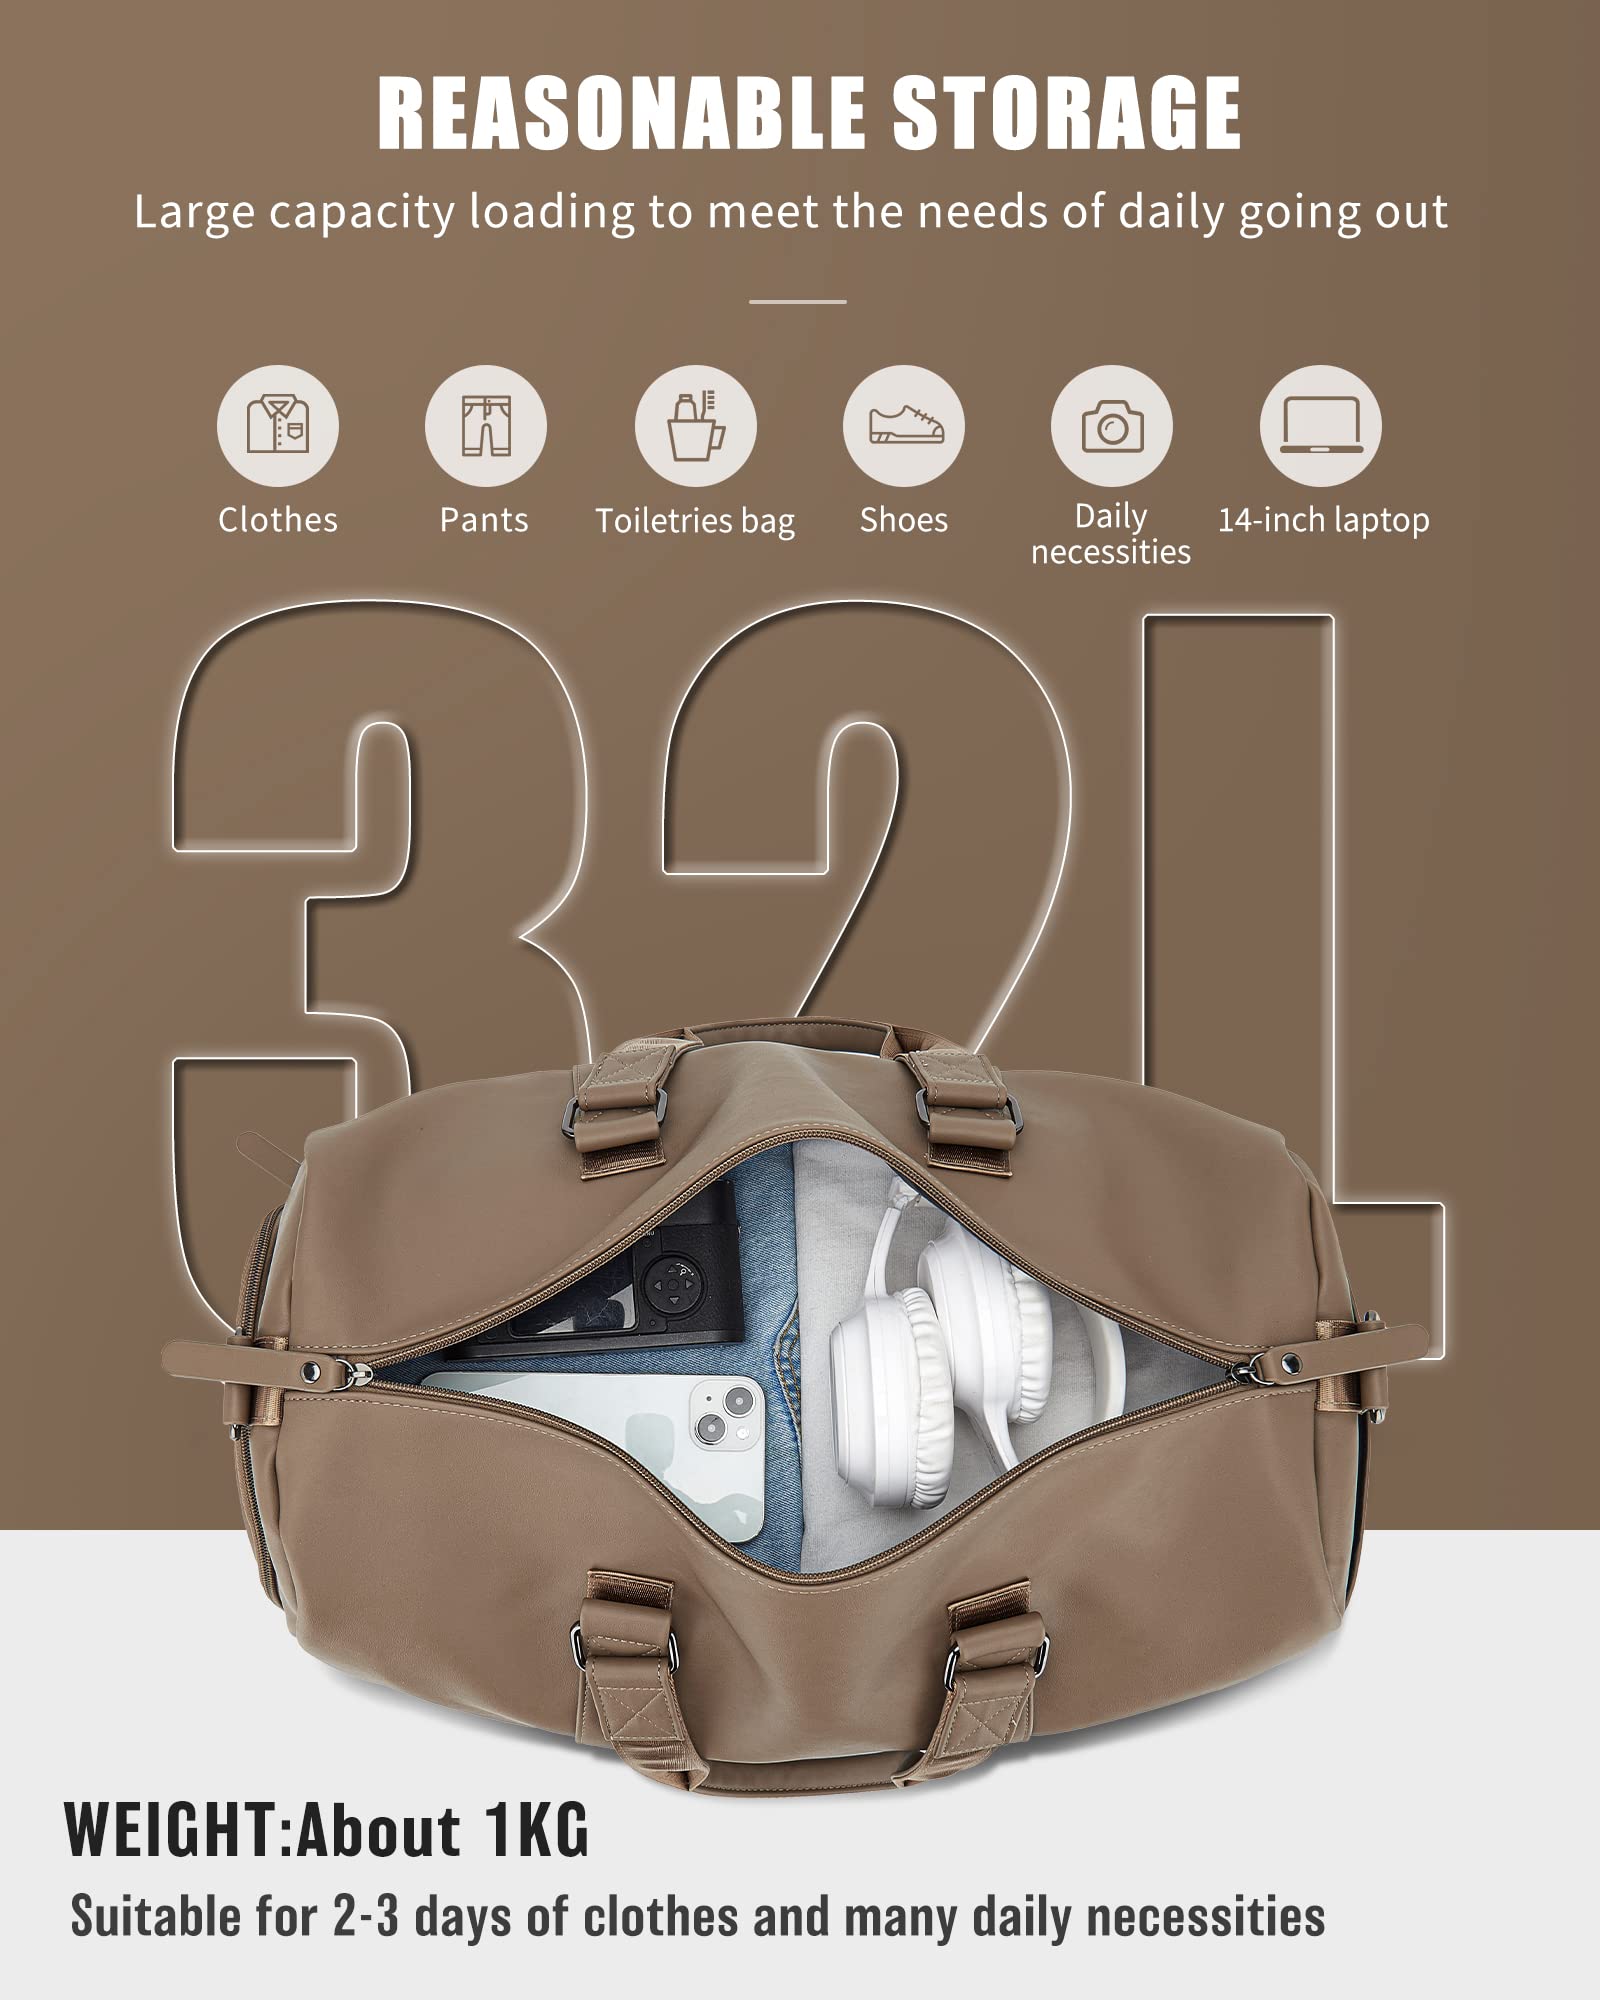 REASONABLE STORAGE
Large capacity loading to meet the needs of daily going out
Clothes
Pants
Toiletries bag
Shoes
Daily
necessities
14-inch laptop
32L
WEIGHT:About 1KG
Suitable for 2-3 days of clothes and many daily necessities